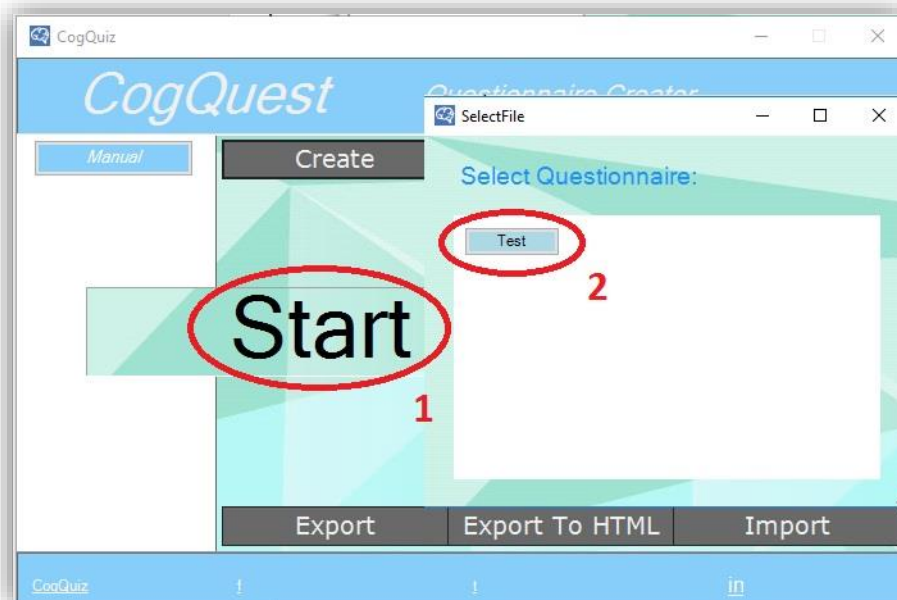 CogQuiz
CogQuest
Questionnaire Creator
SelectFile
Manual
Create
Select Questionnaire:
Test
2
Start
1
Export
Export To HTML
Import
CogQuiz
f
t
in